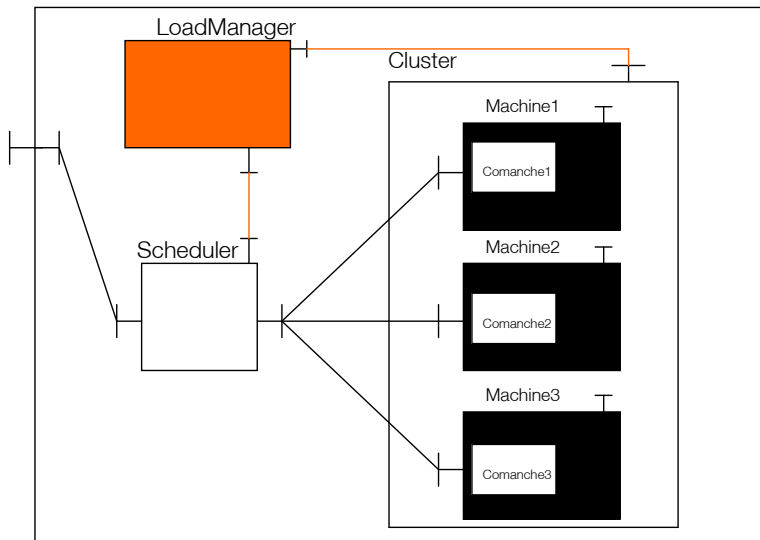 LoadManager
Cluster
Machine1
Comanche1
Scheduler
Machine2
Comanche2
Machine3
Comanche3